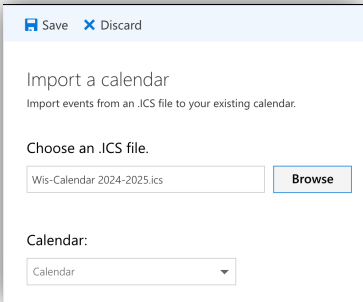 Save Discard
Import a calendar
Import events from an .ICS file to your existing calendar.
Choose an .ICS file.
Wis-Calendar 2024-2025.ics Browse
Calendar:
Calendar